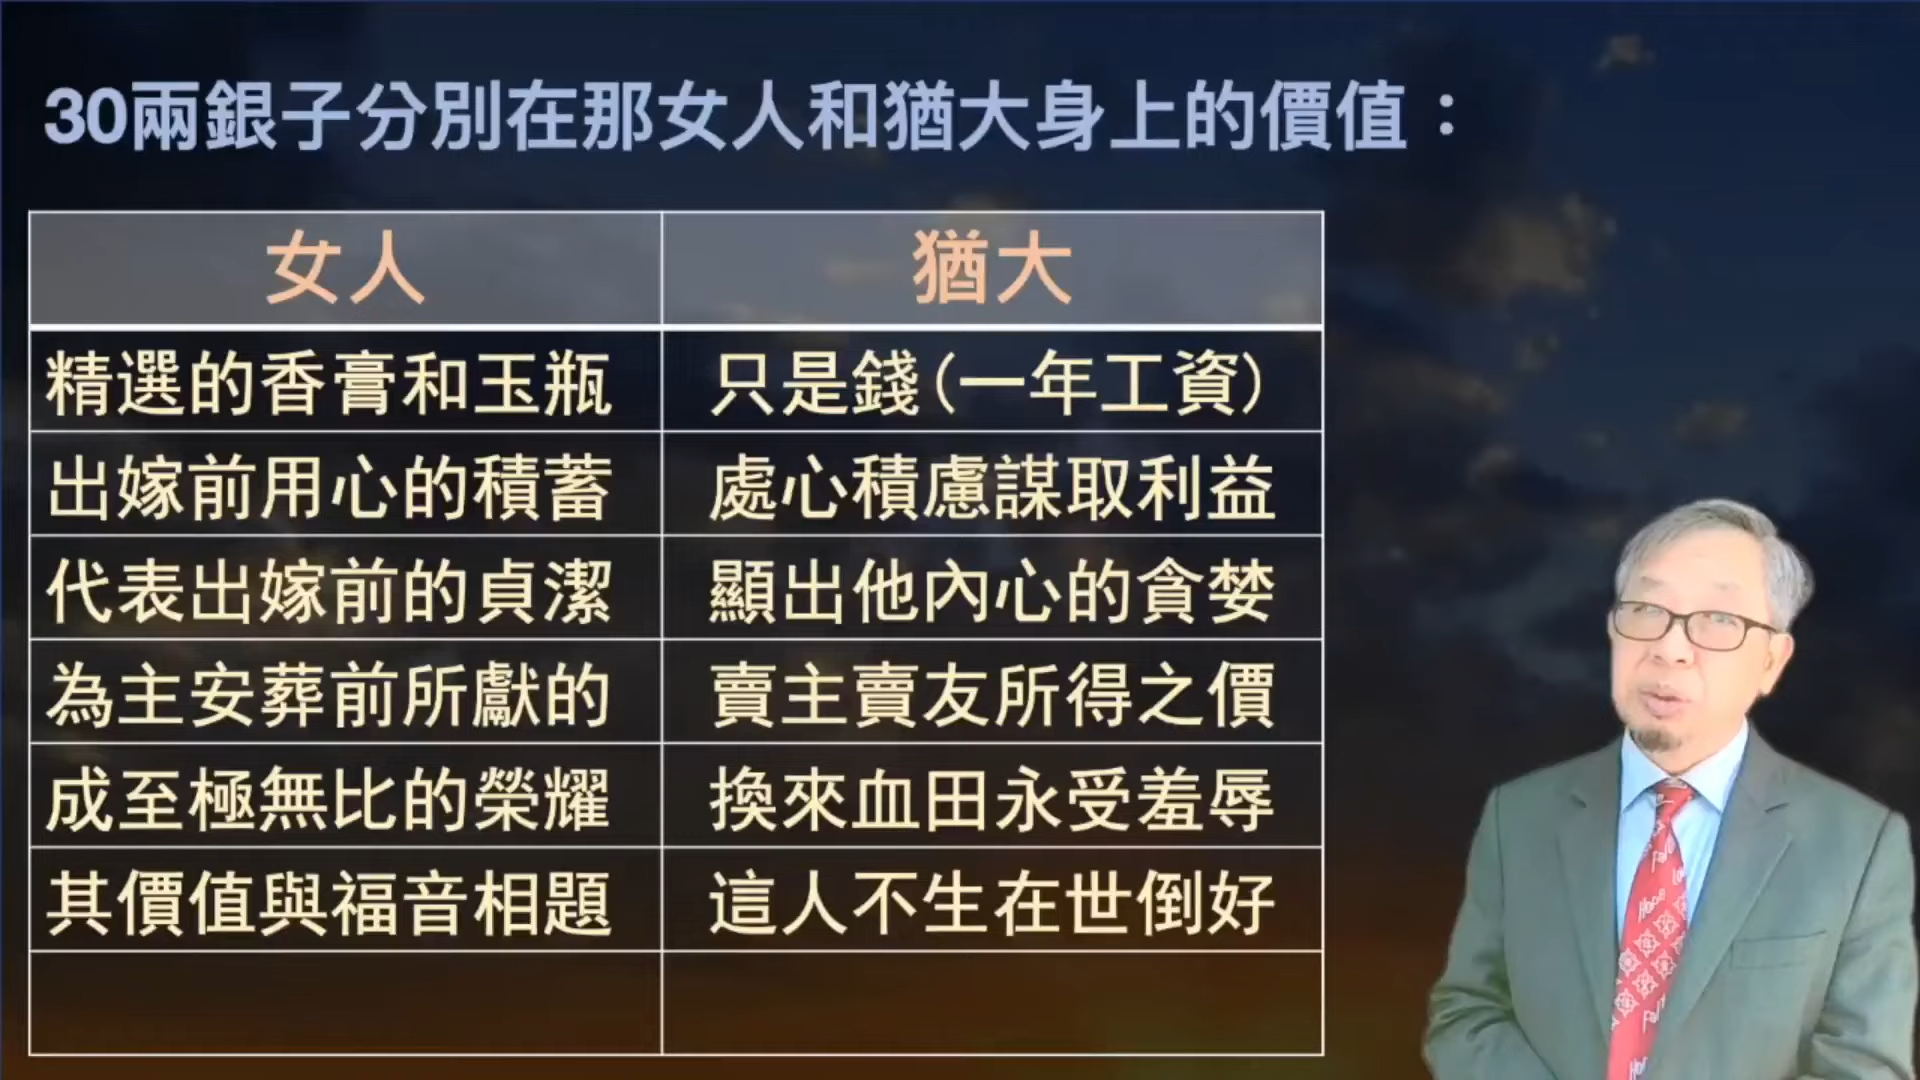 30兩銀子分別在那女人和猶大身上的價值：
女人 猶大
精選的香膏和玉瓶 只是錢(一年工資)
出嫁前用心的積蓄 處心積慮謀取利益
代表出嫁前的貞潔 顯出他內心的貪婪
為主安葬前所獻的 賣主賣友所得之價
成至極無比的榮耀 換來血田永受羞辱
其價值與福音相題 這人不生在世倒好